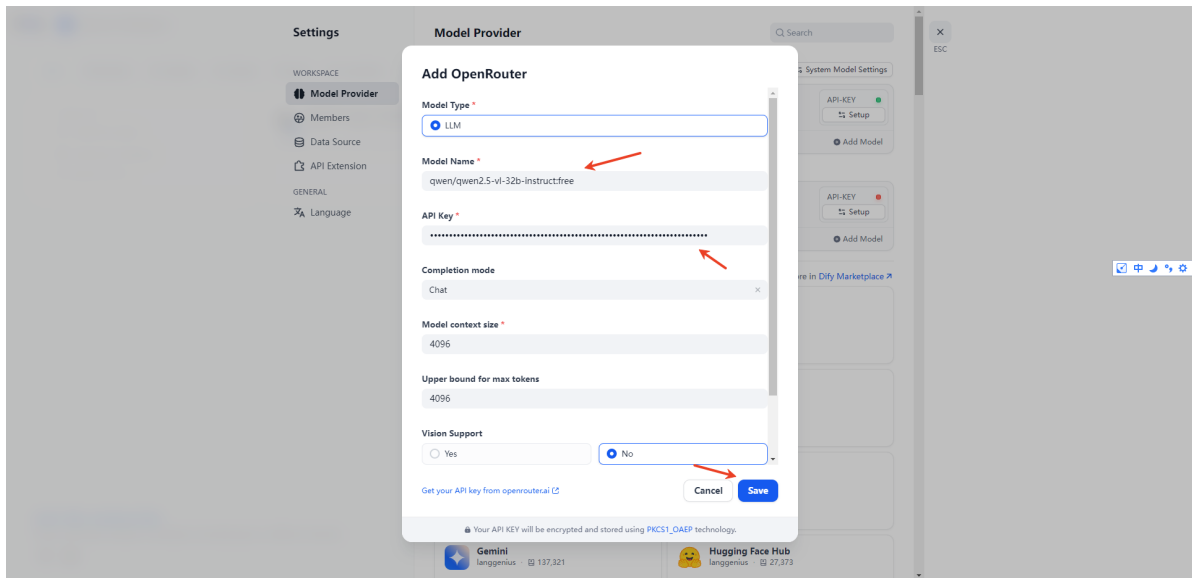 Settings
Model Provider
Search
ESC
WORKSPACE
System Model Settings
Model Provider
Members
Data Source
API Extension
GENERAL
Language
API-KEY
Setup
Add Model
API-KEY
Setup
Add Model
in Dify Marketplace
Add OpenRouter
Model Type *
LLM
Model Name *
qwen/qwen2.5-vl-32b-instruct:free
API Key *
Completion mode
Chat
Model context size *
4096
Upper bound for max tokens
4096
Vision Support
Yes
No
Get your API key from openrouter.ai
Cancel
Save
Your API KEY will be encrypted and stored using PKCS1_OAEP technology.
Gemini
langgenius 137,321
Hugging Face Hub
langgenius 27,373
中